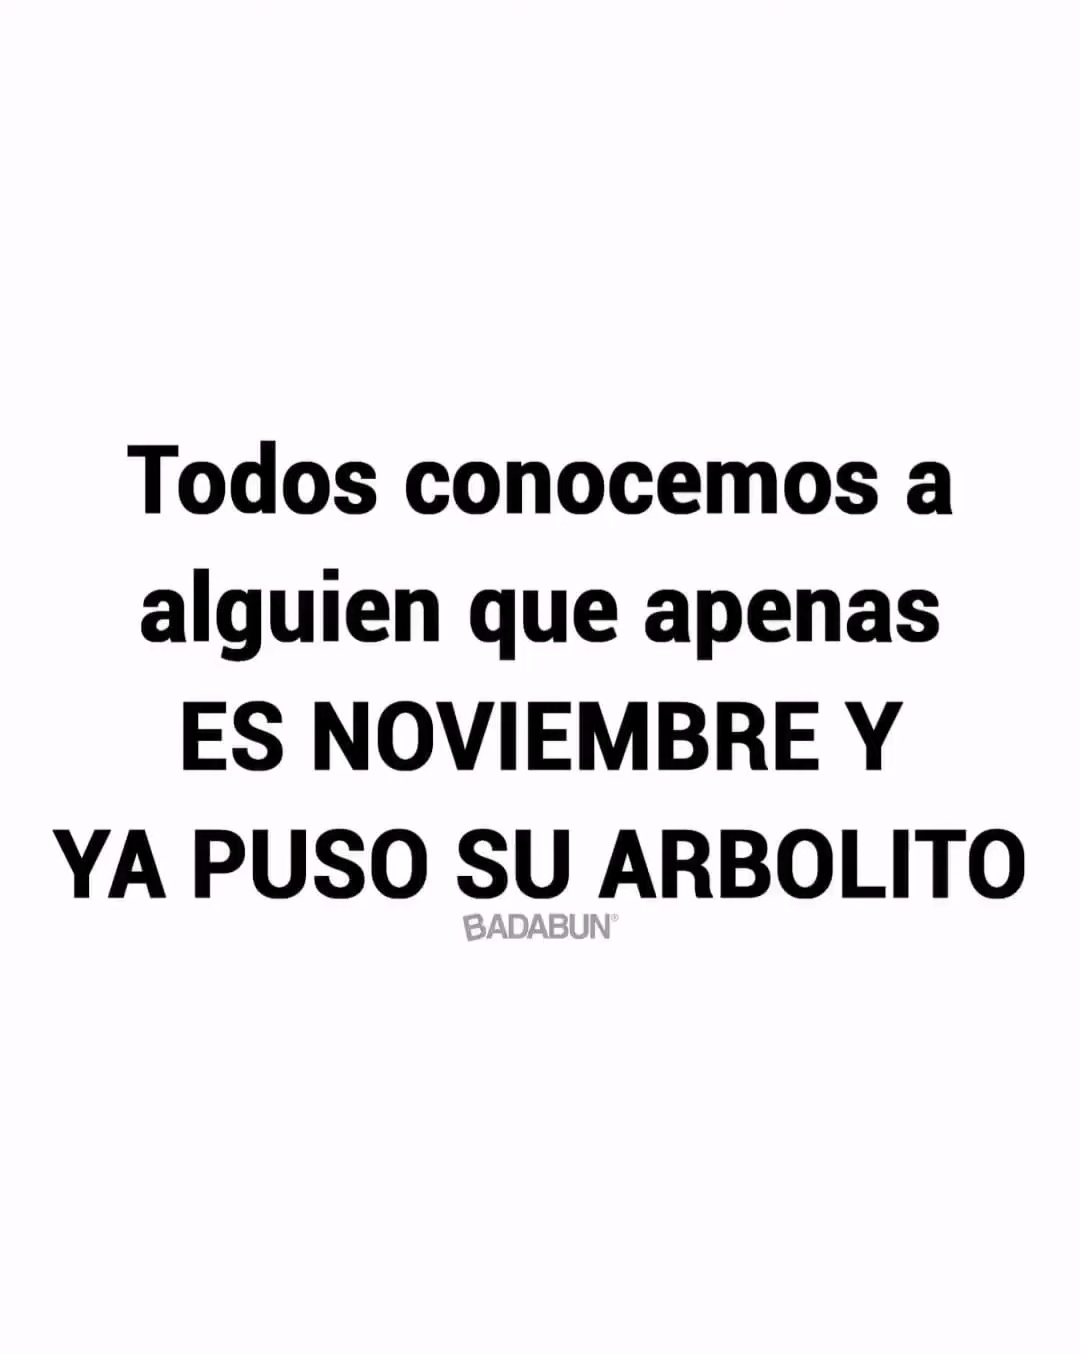 Todos conocemos a
alguien que apenas
ES NOVIEMBRE Y
YA PUSO SU ARBOLITO
BADABUN®